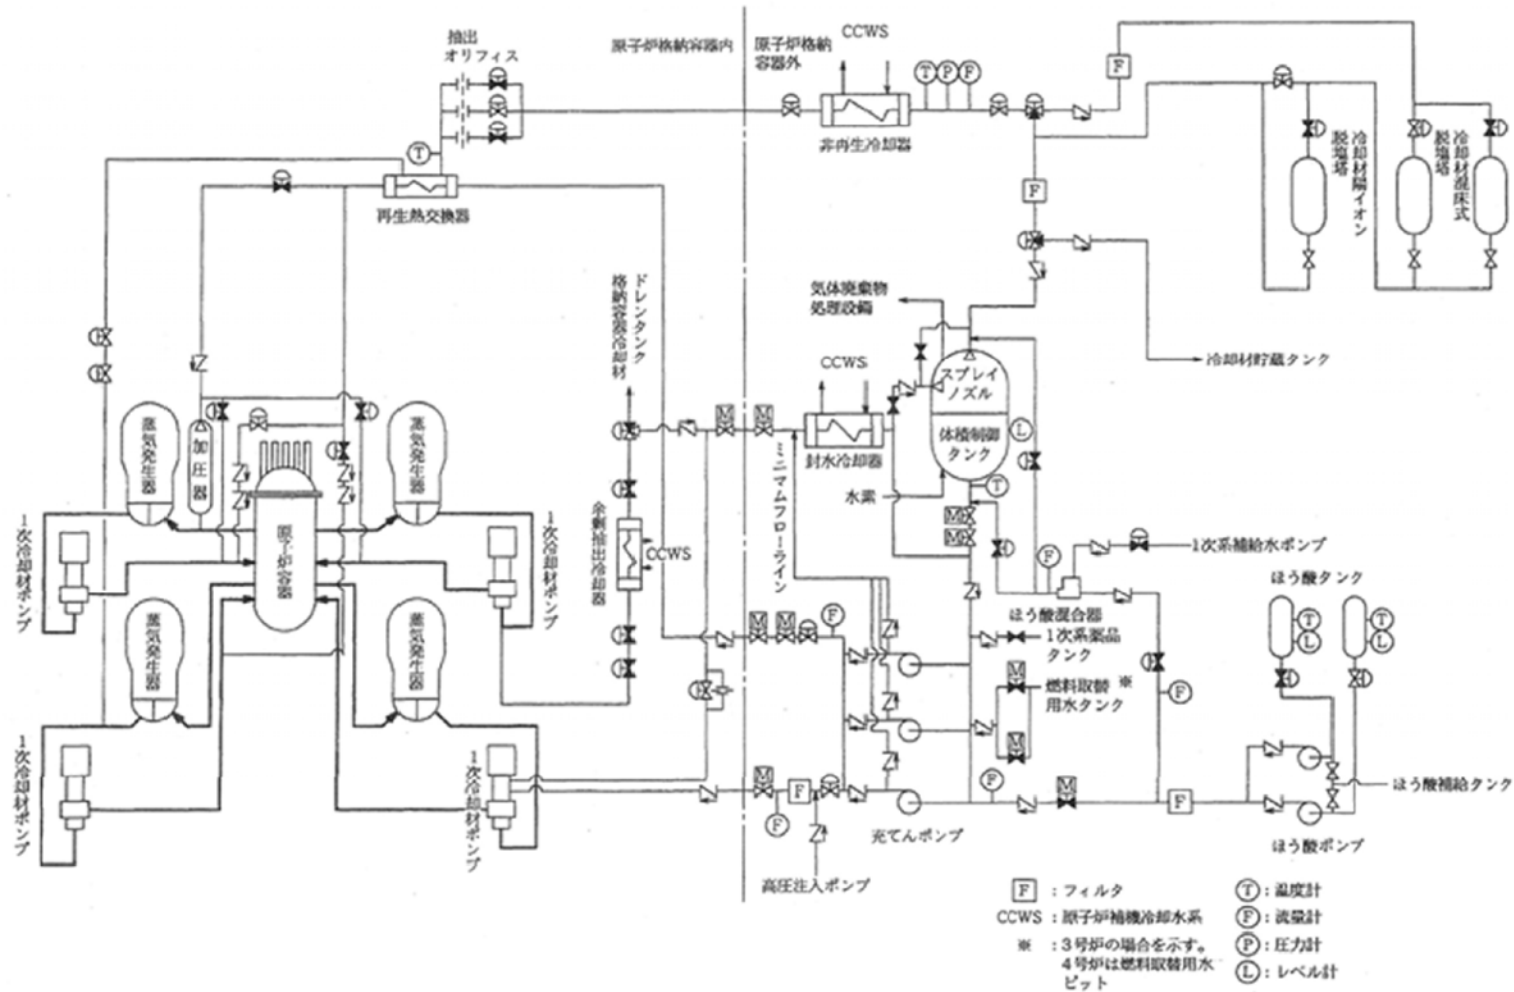 抽出
オリフィス
原子炉格納容器内
原子炉格納
容器外
CCWS
T
P
F
F
非再生冷却器
T
再生熱交換器
F
冷却材陽イオン
脱塩塔
冷却材混床式
脱塩塔
格納容器冷却材
ドレンタンク
気体廃棄物
処理設備
冷却材貯蔵タンク
CCWS
スプレイ
ノズル
体積制御
タンク
L
T
封水冷却器
水素
ミニマムフローライン
蒸気発生器
加圧器
蒸気発生器
原子炉容器
1次冷却材ポンプ
1次冷却材ポンプ
余剰抽出冷却器
CCWS
M
M
M
M
F
1次系補給水ポンプ
ほう酸混合器
1次系薬品
タンク
ほう酸タンク
T
L
T
L
蒸気発生器
蒸気発生器
M
M
F
M
燃料取替 ※
用水タンク
M
F
1次冷却材ポンプ
1次冷却材ポンプ
M
F
F
充てんポンプ
F
M
F
ほう酸補給タンク
ほう酸ポンプ
高圧注入ポンプ
F : フィルタ
CCWS : 原子炉補機冷却水系
※ : 3号炉の場合を示す。
4号炉は燃料取替用水
ピット
T : 温度計
F : 流量計
P : 圧力計
L : レベル計